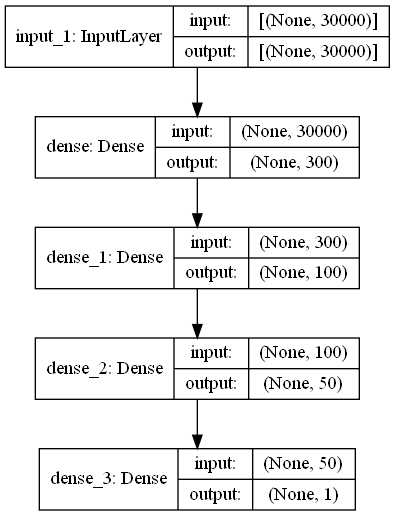 input_1: InputLayer
input: [(None, 30000)]
output: [(None, 30000)]
dense: Dense
input: (None, 30000)
output: (None, 300)
dense_1: Dense
input: (None, 300)
output: (None, 100)
dense_2: Dense
input: (None, 100)
output: (None, 50)
dense_3: Dense
input: (None, 50)
output: (None, 1)